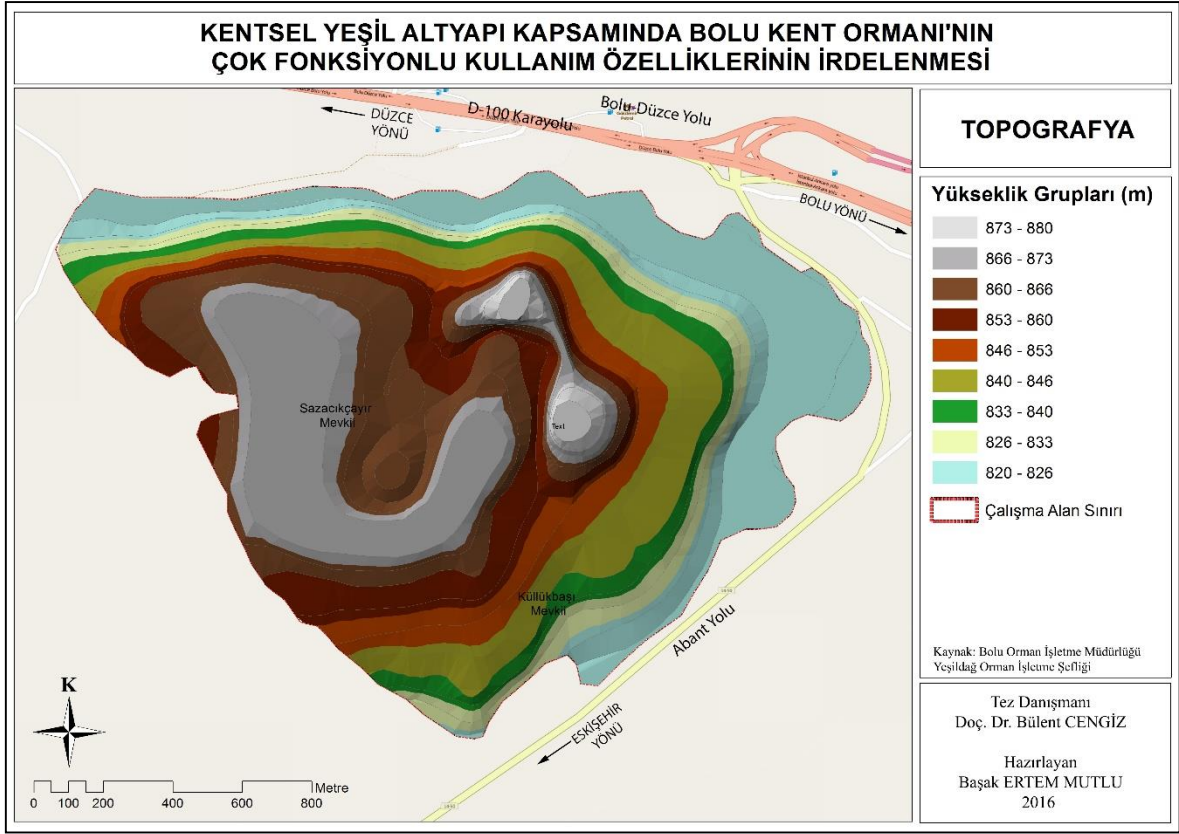 KENTSEL YEŞİL ALTYAPI KAPSAMINDA BOLU KENT ORMANI'NIN
ÇOK FONKSİYONLU KULLANIM ÖZELLİKLERİNİN İRDELENMESİ
DÜZCE
YÖNÜ
D-100 Karayolu
Bolu-Düzce Yolu
BOLU YÖNÜ
Sazacıkçayır
Mevkii
Text
Küllükbaşı
Mevkii
Abant Yolu
ESKİŞEHİR
YÖNÜ
K
Metre
0 100 200 400 600 800
TOPOGRAFYA
Yükseklik Grupları (m)
873 - 880
866 - 873
860 - 866
853 - 860
846 - 853
840 - 846
833 - 840
826 - 833
820 - 826
Çalışma Alan Sınırı
Kaynak: Bolu Orman İşletme Müdürlüğü
Yeşildağ Orman İşletme Şefliği
Tez Danışmanı
Doç. Dr. Bülent CENGİZ
Hazırlayan
Başak ERTEM MUTLU
2016